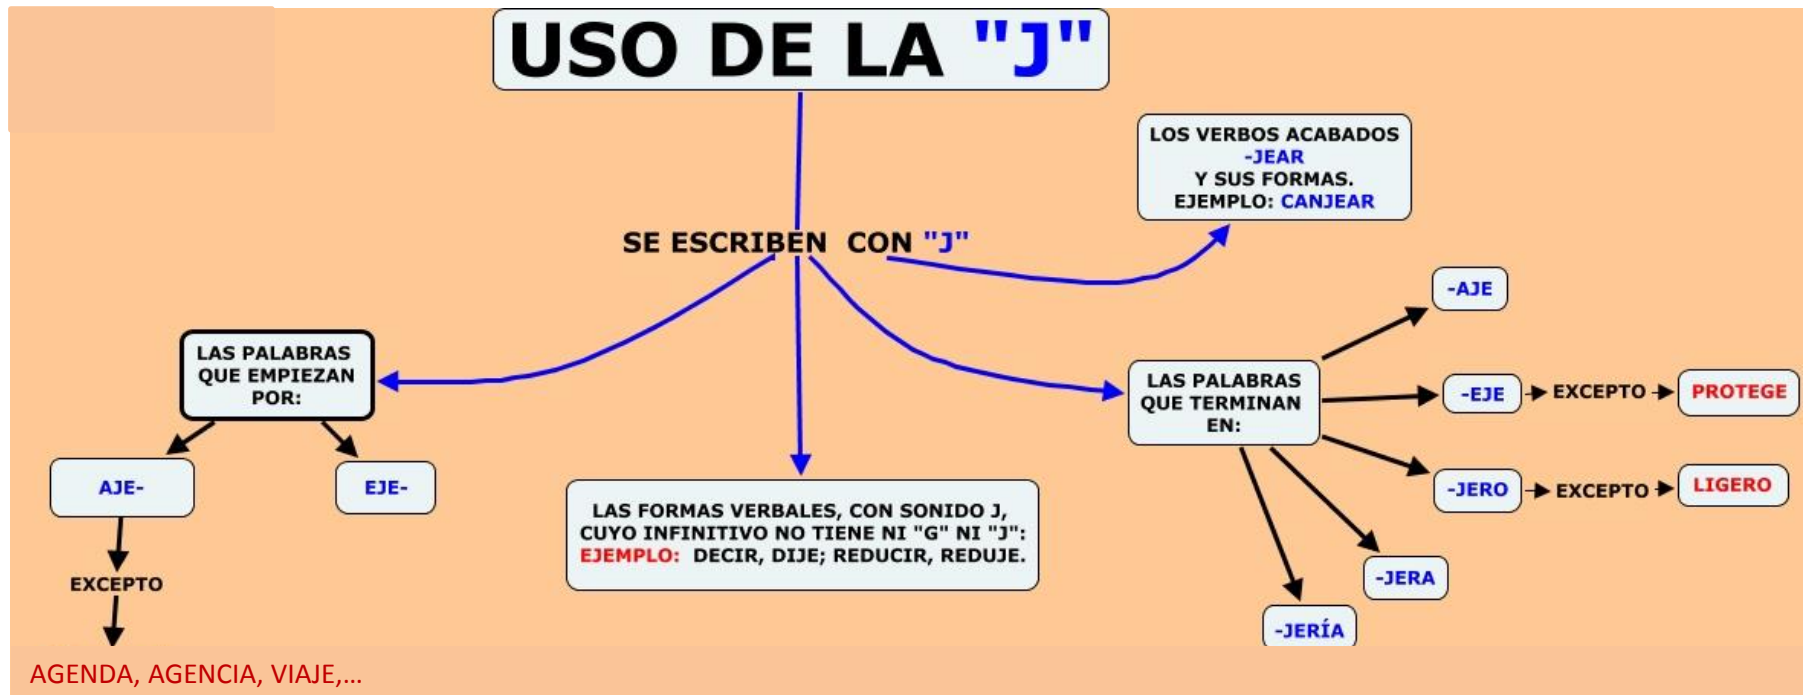 USO DE LA "J"
SE ESCRIBEN CON "J"
LOS VERBOS ACABADOS
-JEAR
Y SUS FORMAS.
EJEMPLO: CANJEAR
LAS PALABRAS
QUE EMPIEZAN
POR:
AJE-
EJE-
EXCEPTO
AGENDA, AGENCIA, VIAJE,...
LAS FORMAS VERBALES, CON SONIDO J,
CUYO INFINITIVO NO TIENE NI "G" NI "J":
EJEMPLO: DECIR, DIJE; REDUCIR, REDUJE.
LAS PALABRAS
QUE TERMINAN
EN:
-AJE
-EJE
EXCEPTO
PROTEGE
-JERO
EXCEPTO
LIGERO
-JERA
-JERÍA